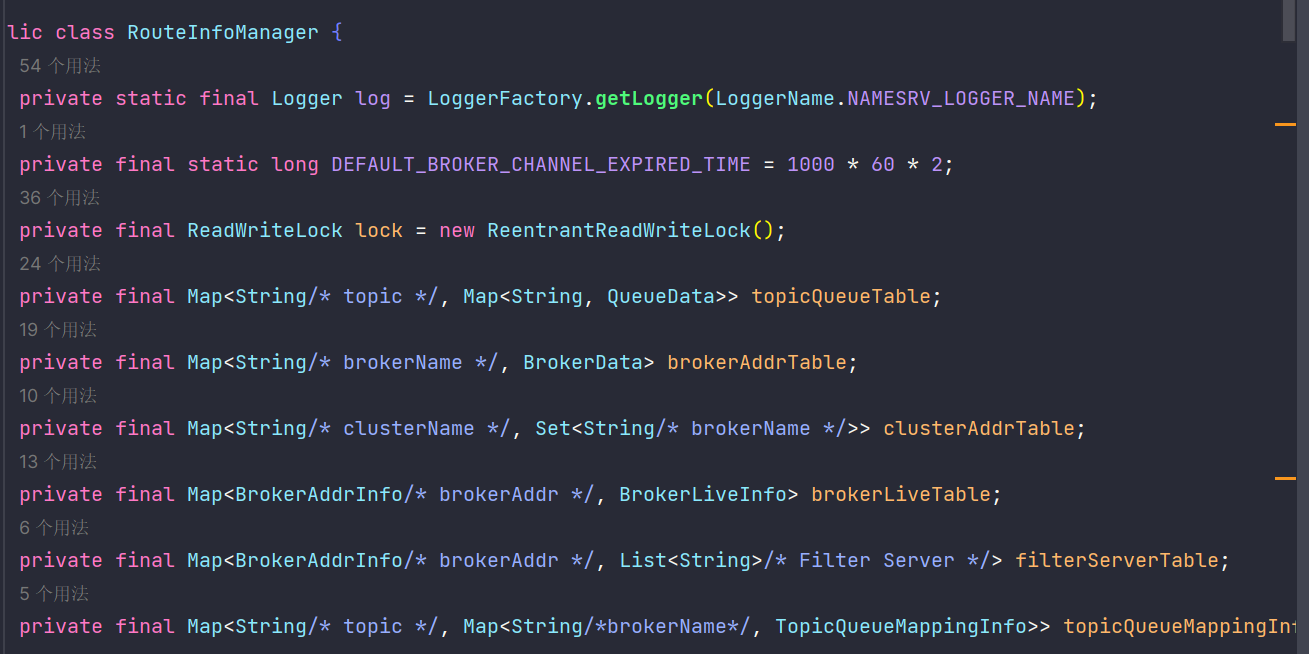 lic class RouteInfoManager {
54 个用法
private static final Logger log = LoggerFactory.getLogger(LoggerName.NAMESRV_LOGGER_NAME);
1 个用法
private final static long DEFAULT_BROKER_CHANNEL_EXPIRED_TIME = 1000 * 60 * 2;
36 个用法
private final ReadWriteLock lock = new ReentrantReadWriteLock();
24 个用法
private final Map<String/* topic */, Map<String, QueueData>> topicQueueTable;
19 个用法
private final Map<String/* brokerName */, BrokerData> brokerAddrTable;
10 个用法
private final Map<String/* clusterName */, Set<String/* brokerName */>> clusterAddrTable;
13 个用法
private final Map<BrokerAddrInfo/* brokerAddr */, BrokerLiveInfo> brokerLiveTable;
6 个用法
private final Map<BrokerAddrInfo/* brokerAddr */, List<String>/* Filter Server */> filterServerTable;
5 个用法
private final Map<String/* topic */, Map<String/*brokerName*/, TopicQueueMappingInfo>> topicQueueMappingInf